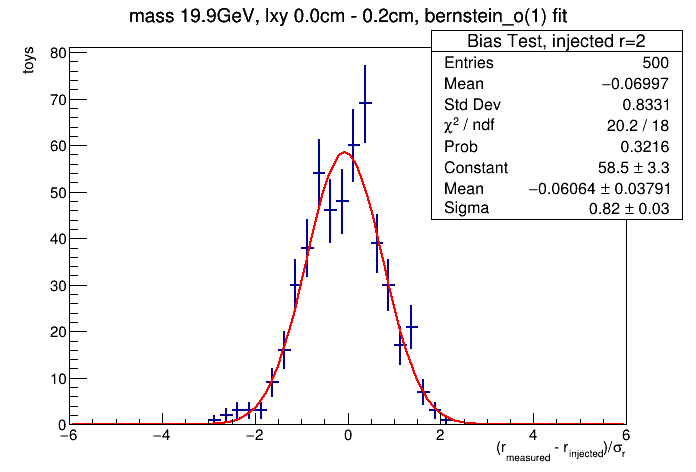 mass 19.9GeV, lxy 0.0cm - 0.2cm, bernstein_o(1) fit
Bias Test, injected r=2
Entries 500
Mean −0.06997
Std Dev 0.8331
χ² / ndf 20.2 / 18
Prob 0.3216
Constant 58.5 ± 3.3
Mean −0.06064 ± 0.03791
Sigma 0.82 ± 0.03
toys
80
70
60
50
40
30
20
10
0
−6 −4 −2 0 2 4 6
(r_measured - r_injected)/σ_r